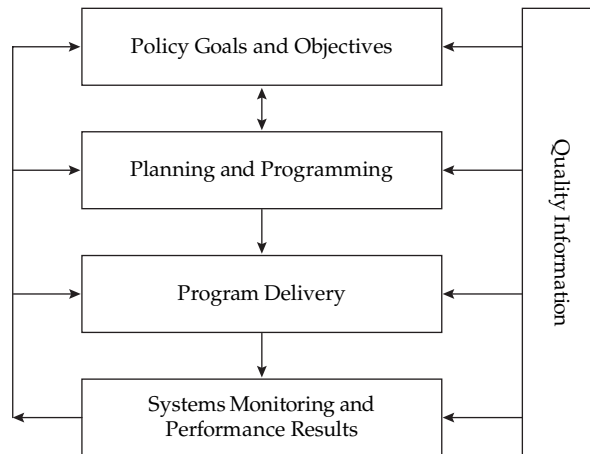 Policy Goals and Objectives
Planning and Programming
Program Delivery
Systems Monitoring and
Performance Results
Quality Information